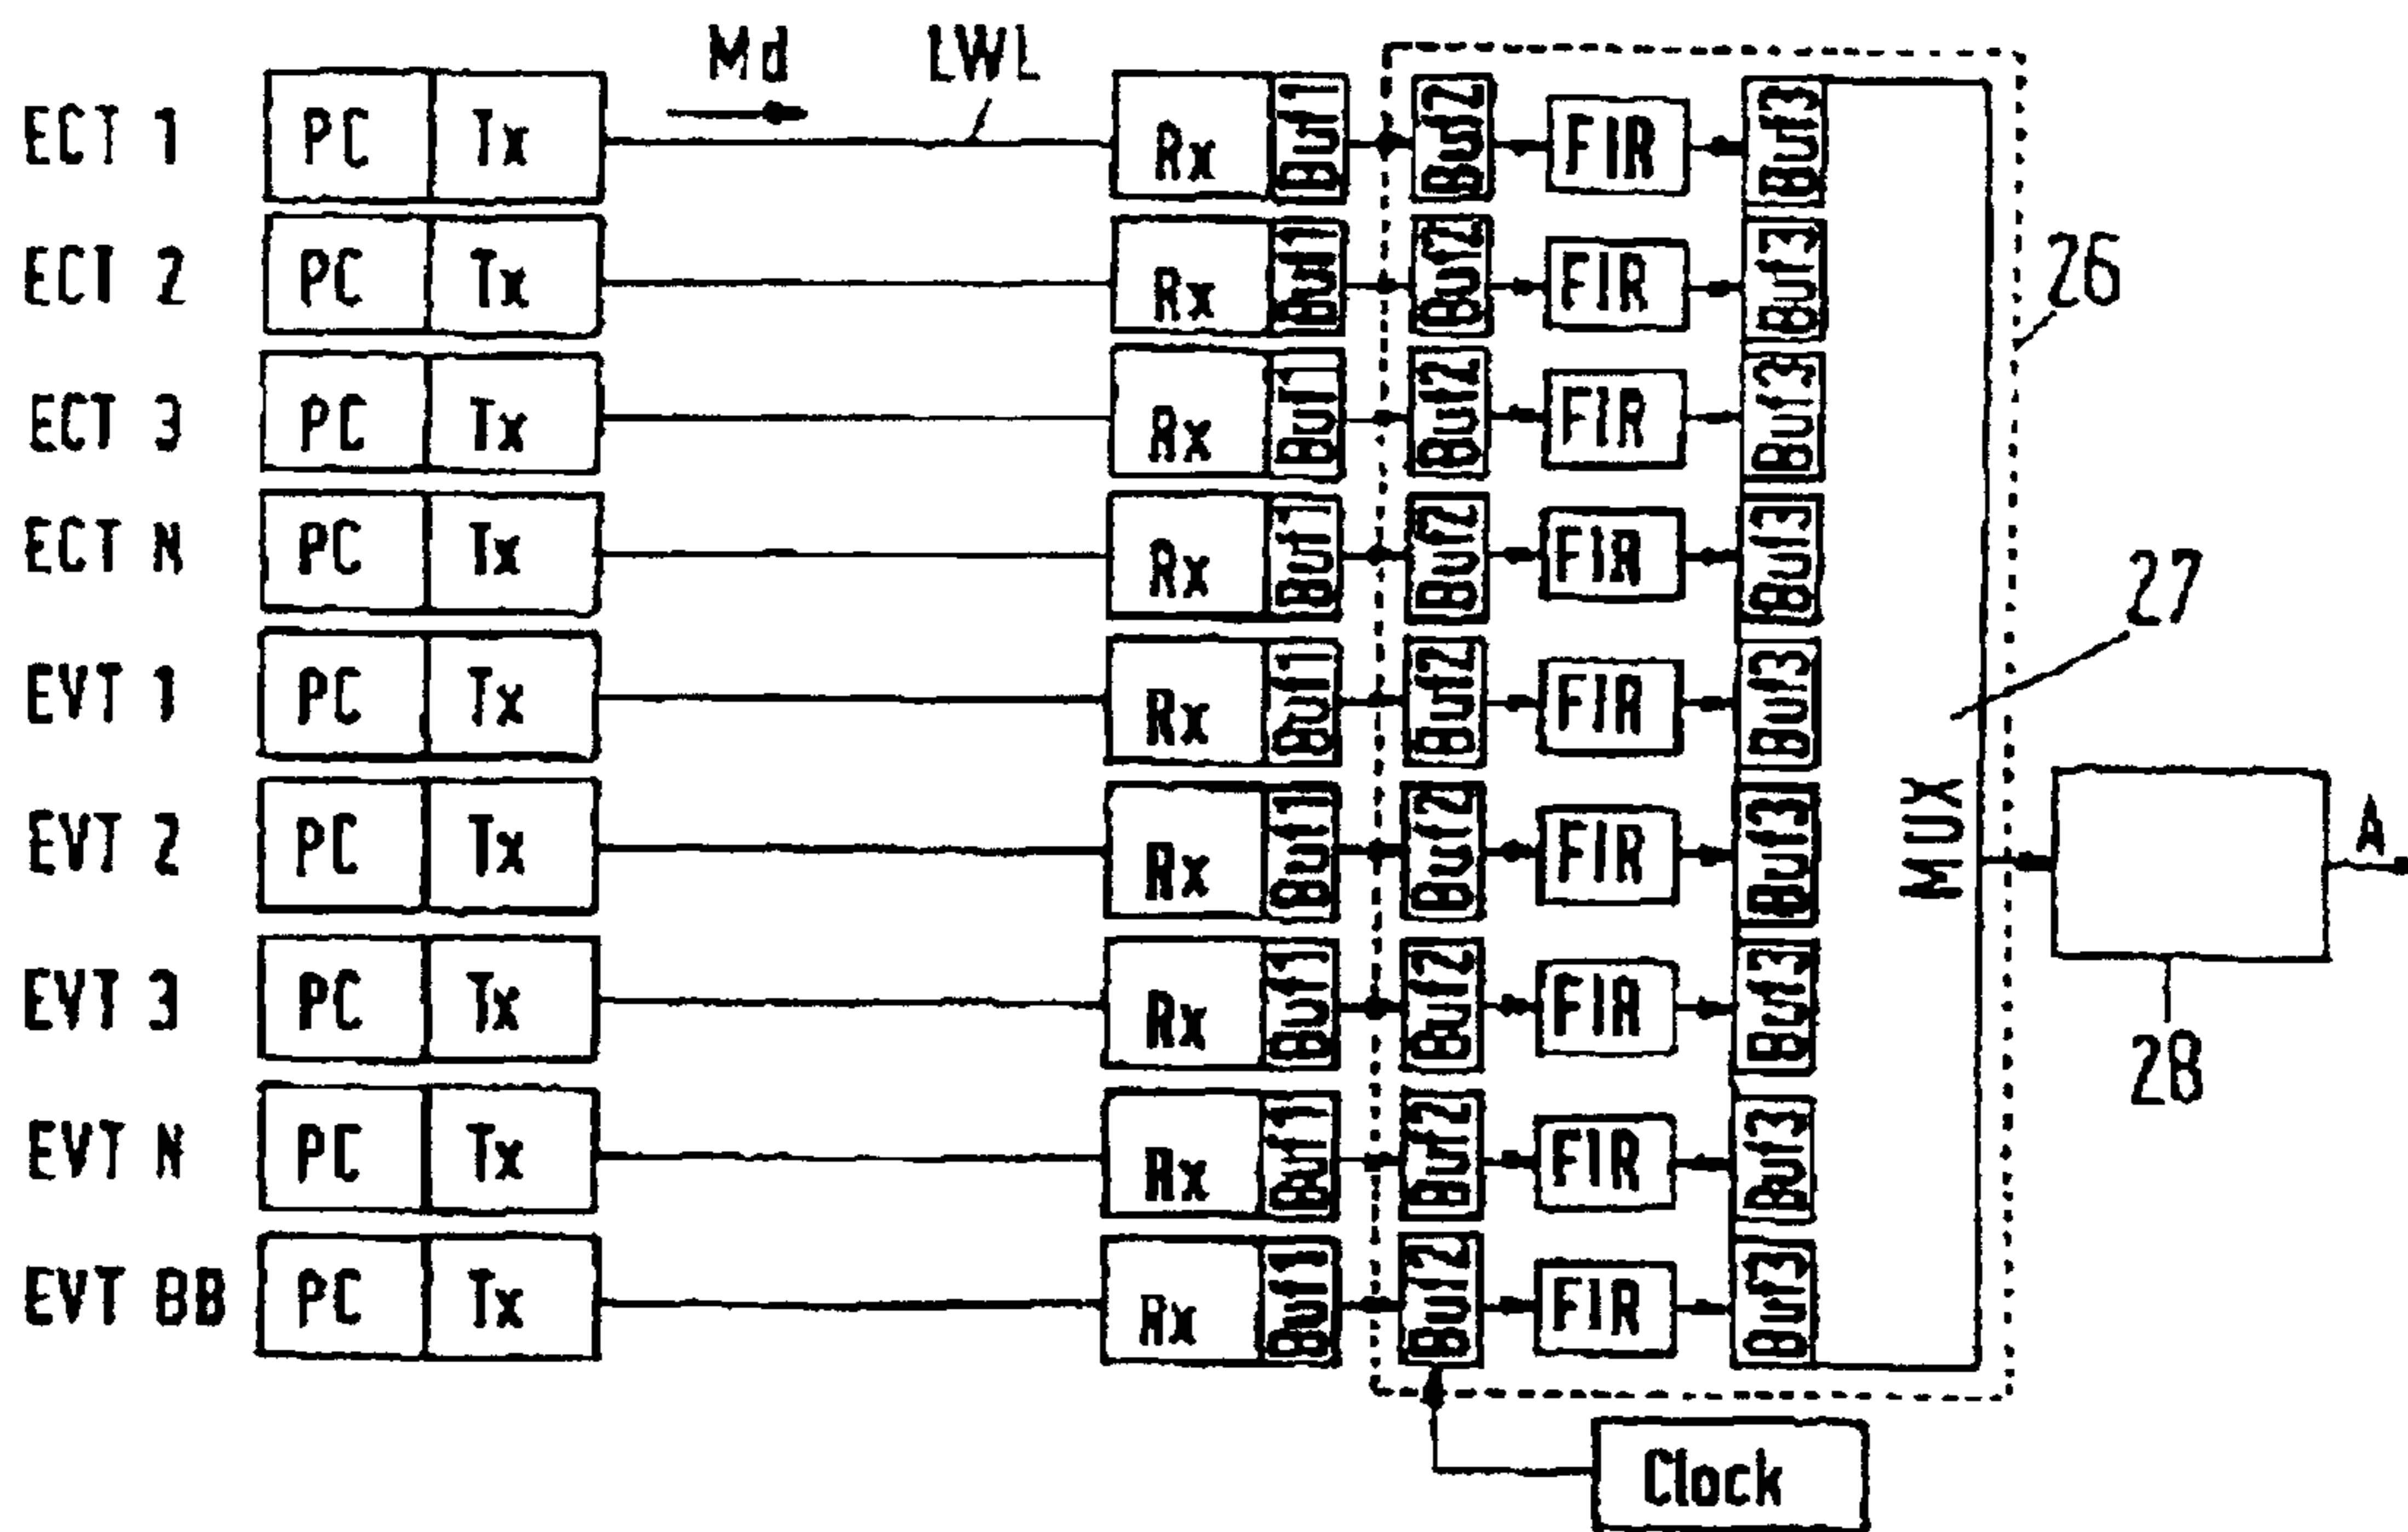 Md LWL
ECT 1 PC Tx Rx Buf1 Buf2 FIR Buf3
ECT 2 PC Tx Rx Buf1 Buf2 FIR Buf3
26
ECT 3 PC Tx Rx Buf1 Buf2 FIR Buf3
ECT N PC Tx Rx Buf1 Buf2 FIR Buf3
27
EVT 1 PC Tx Rx Buf1 Buf2 FIR Buf3
EVT 2 PC Tx Rx Buf1 Buf2 FIR Buf3 MUX A
EVT 3 PC Tx Rx Buf1 Buf2 FIR Buf3
28
EVT N PC Tx Rx Buf1 Buf2 FIR Buf3
EVT BB PC Tx Rx Buf1 Buf2 FIR Buf3
Clock